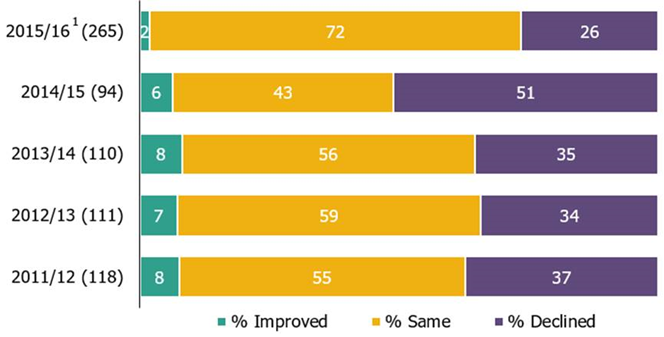 2015/16¹ (265) 2 72 26
2014/15 (94) 6 43 51
2013/14 (110) 8 56 35
2012/13 (111) 7 59 34
2011/12 (118) 8 55 37
% Improved % Same % Declined